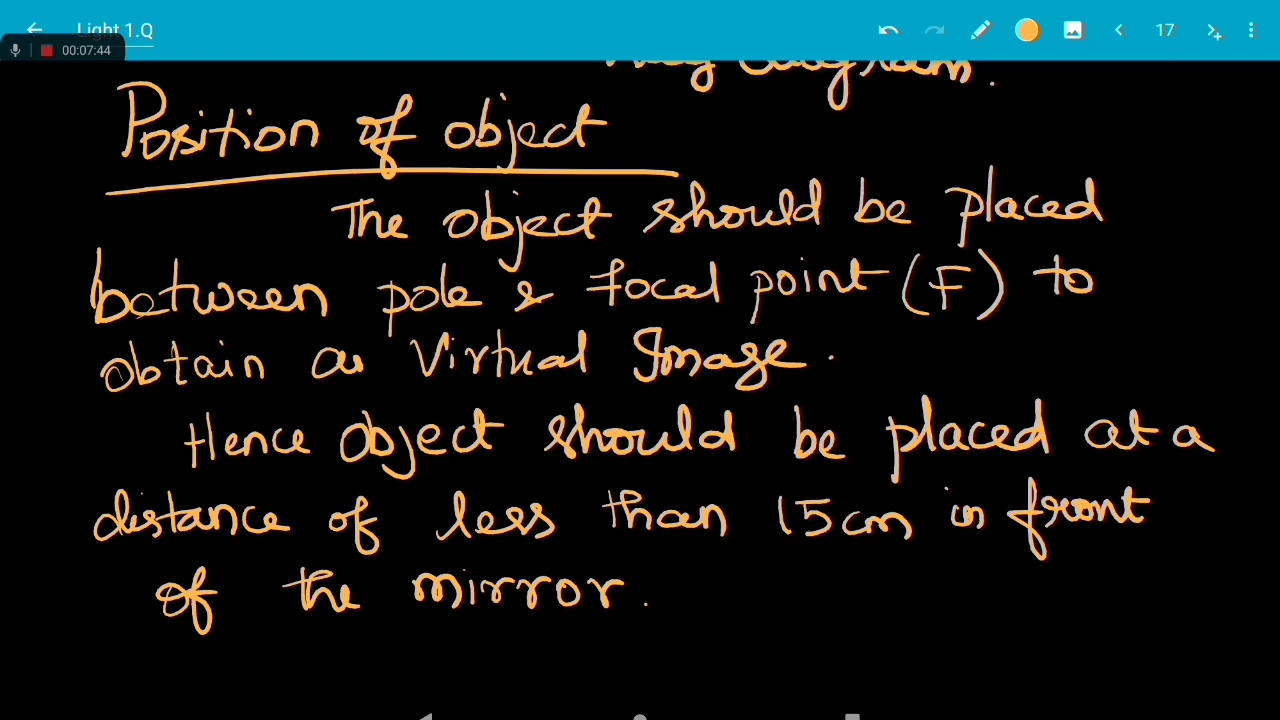 Light 1.Q
17
00:07:44
Ray diagram.
Position of object
The object should be placed
between pole & focal point (F) to
obtain a Virtual Image.
Hence object should be placed at a
distance of less than 15cm in front
of the mirror.